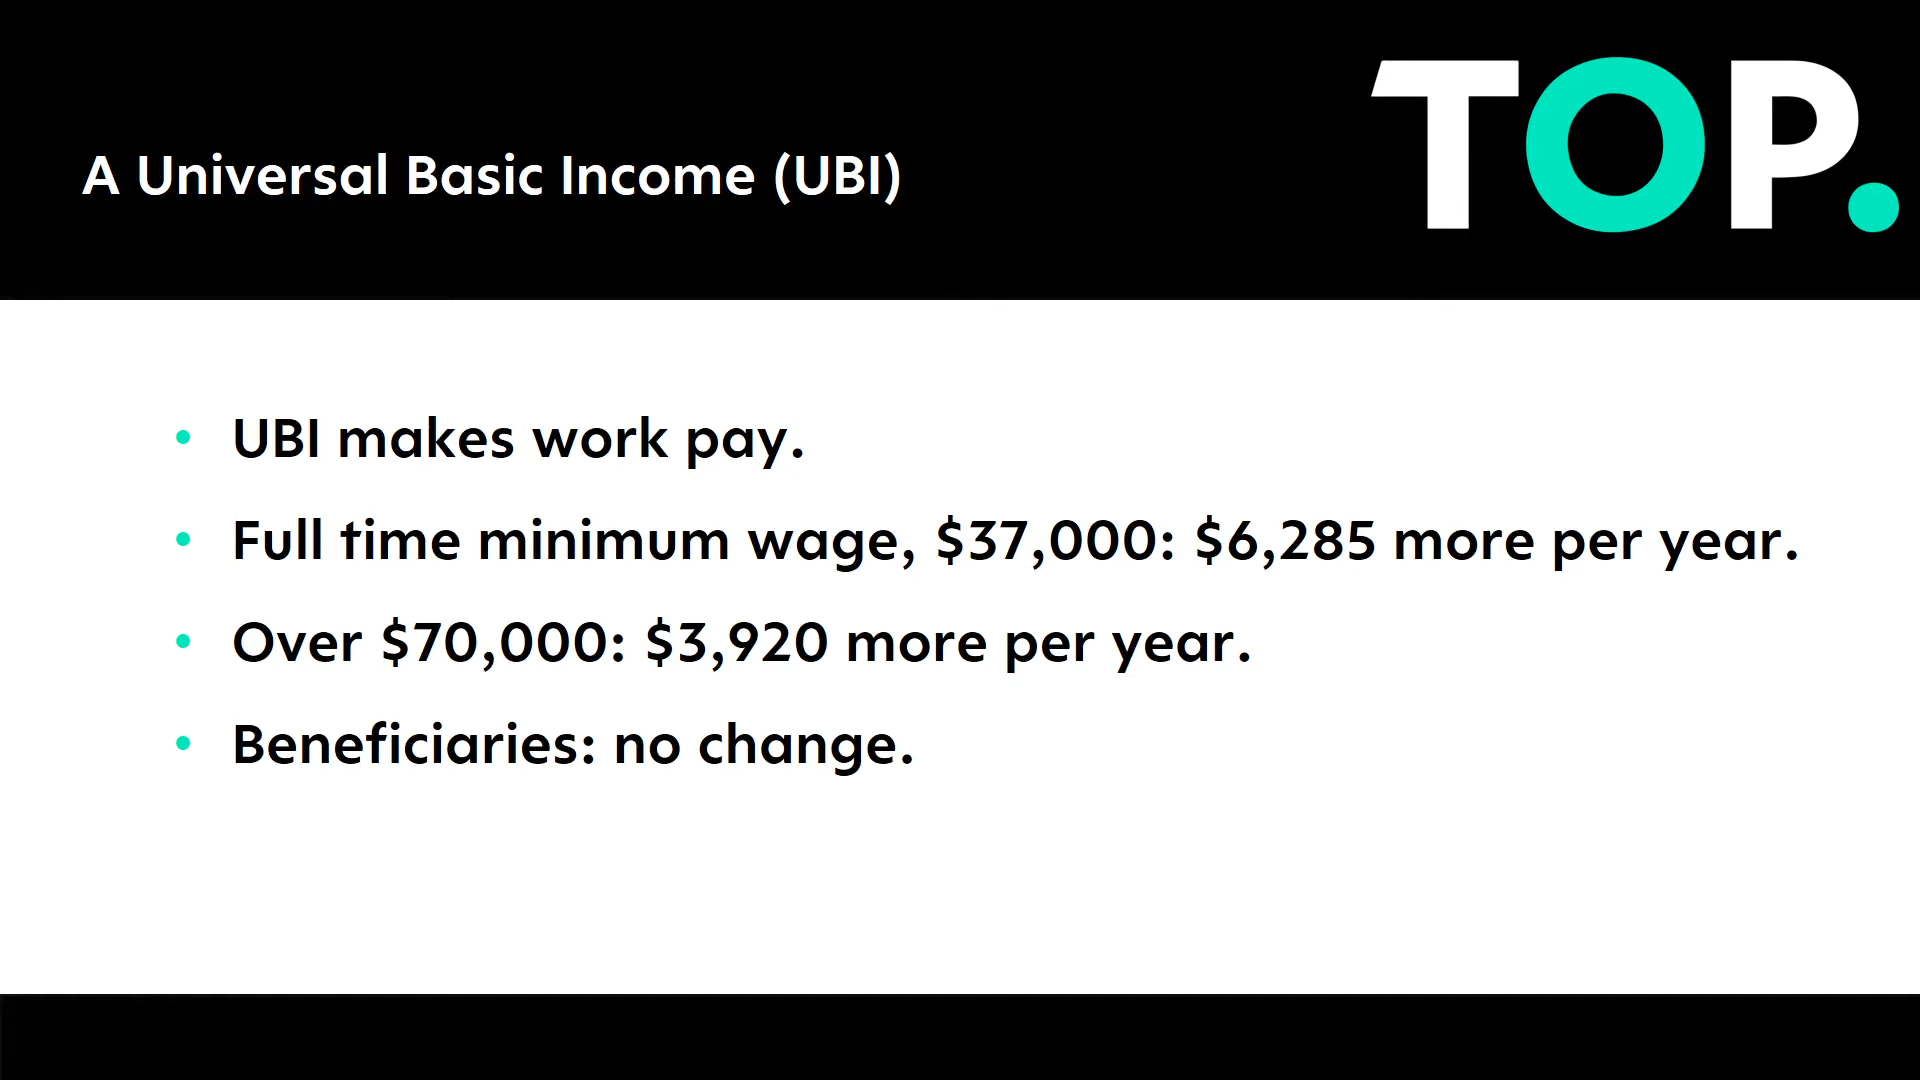 TOP.
A Universal Basic Income (UBI)
• UBI makes work pay.
• Full time minimum wage, $37,000: $6,285 more per year.
• Over $70,000: $3,920 more per year.
• Beneficiaries: no change.